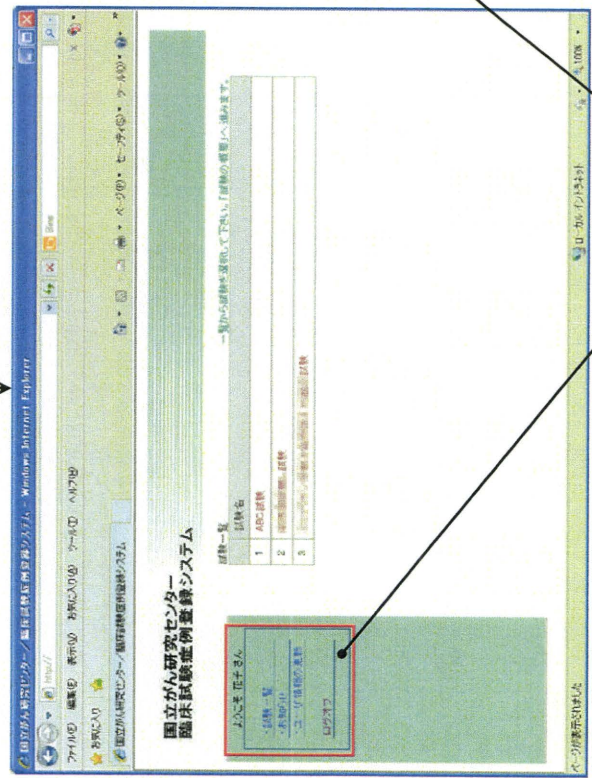 国立がん研究センター／臨床試験症例登録システム - Windows Internet Explorer
http://
Bing
ファイル(F) 編集(E) 表示(V) お気に入り(A) ツール(T) ヘルプ(H)
お気に入り
国立がん研究センター／臨床試験症例登録システム
ページ(P) セーフティ(S) ツール(O)
国立がん研究センター
臨床試験症例登録システム
ようこそ 花子 さん
・試験一覧
・お知らせ
・ユーザ情報の更新
ログオフ
試験一覧
一覧から試験を選択して下さい。「試験の概要」へ進みます。
試験名
1 ABC試験
2 試験
3 試験
ページが表示されました
ローカル イントラネット
100%